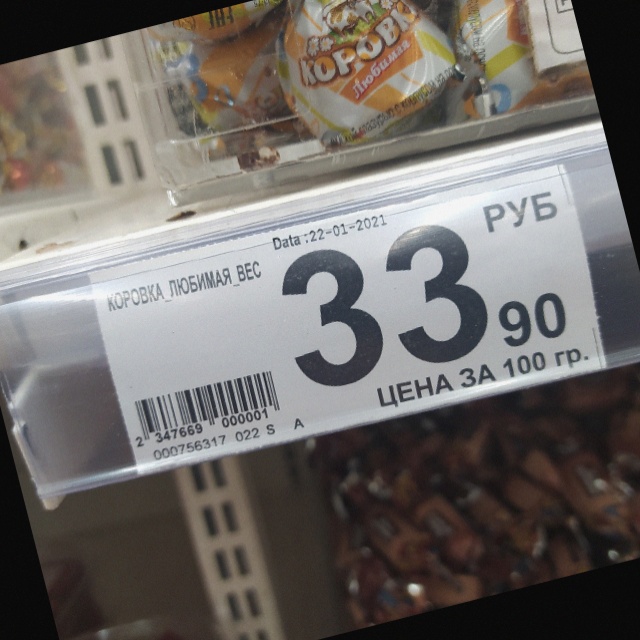 КОРОВКА
Любимая
Data :22-01-2021
РУБ
КОРОВКА_ЛЮБИМАЯ_ВЕС
33 90
ЦЕНА ЗА 100 гр.
2 347669 000001
000756317 022 S A